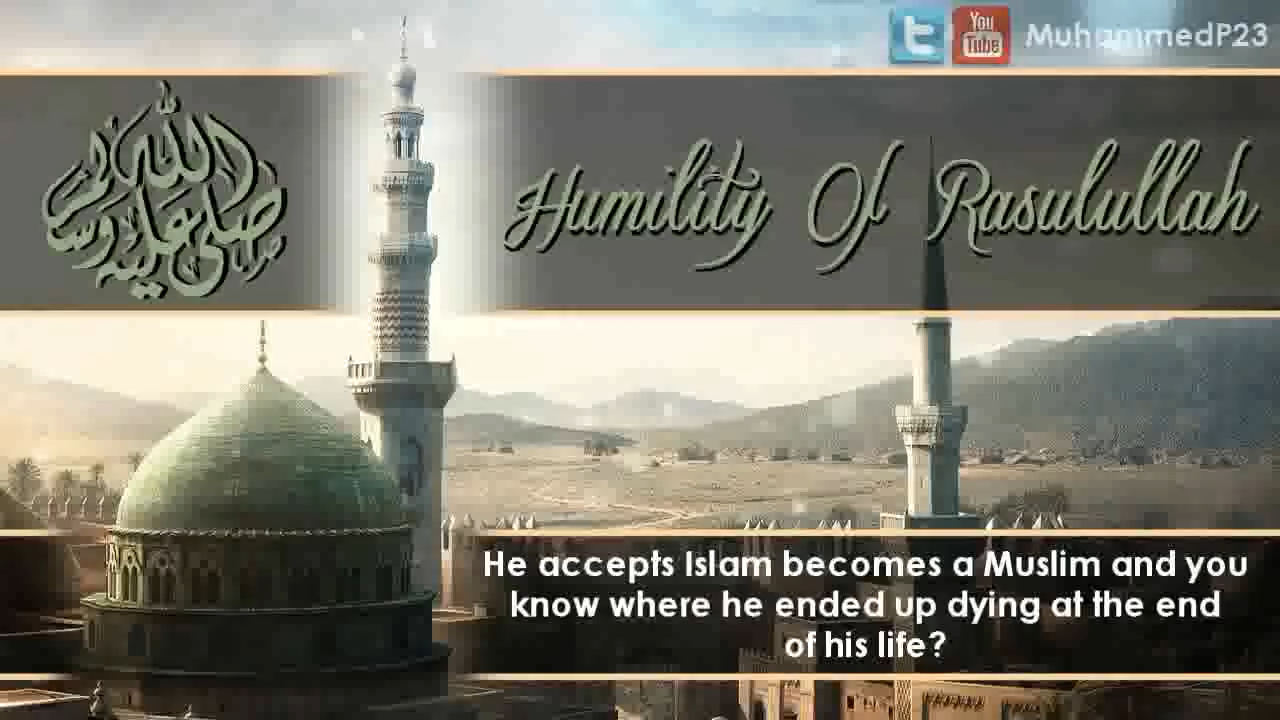 You
Tube
MuhammedP23
صلى الله عليه وسلم
Humility Of Rasulullah
He accepts Islam becomes a Muslim and you
know where he ended up dying at the end
of his life?